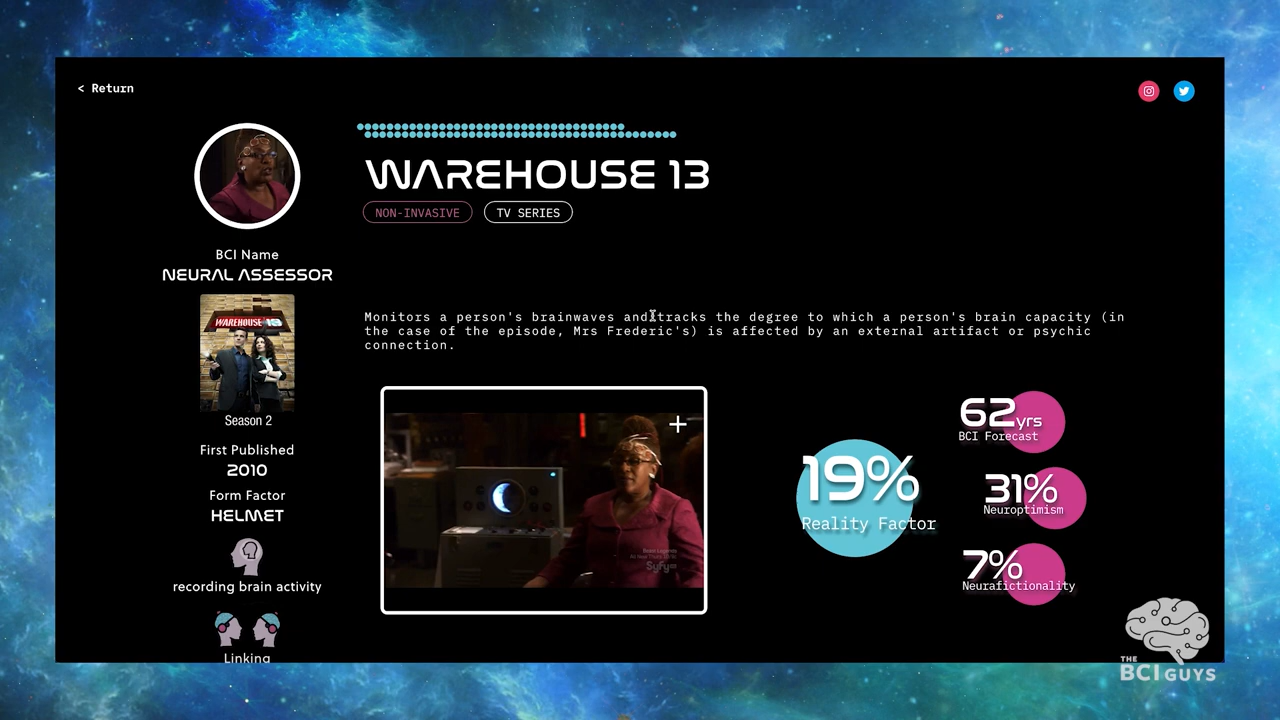 < Return
WAREHOUSE 13
NON-INVASIVE
TV SERIES
BCI Name
NEURAL ASSESSOR
WAREHOUSE 13
Season 2
First Published
2010
Form Factor
HELMET
recording brain activity
Linking
Monitors a person's brainwaves and tracks the degree to which a person's brain capacity (in
the case of the episode, Mrs Frederic's) is affected by an external artifact or psychic
connection.
+
Syfy
19%
Reality Factor
62yrs
BCI Forecast
31%
Neuroptimism
7%
Neurafictionality
THE
BCI GUYS